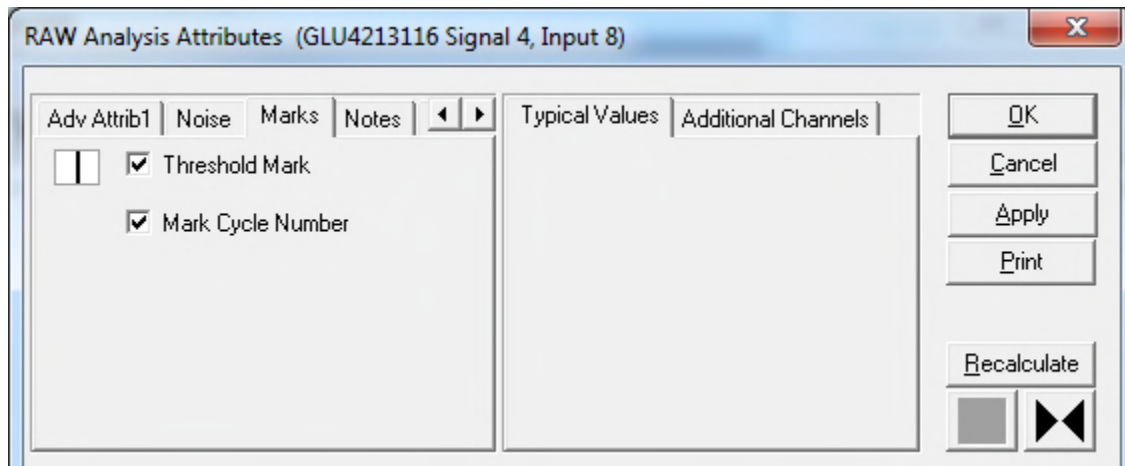 RAW Analysis Attributes (GLU4213116 Signal 4, Input 8)
Adv Attrib1 Noise Marks Notes
Threshold Mark
Mark Cycle Number
Typical Values Additional Channels
OK
Cancel
Apply
Print
Recalculate